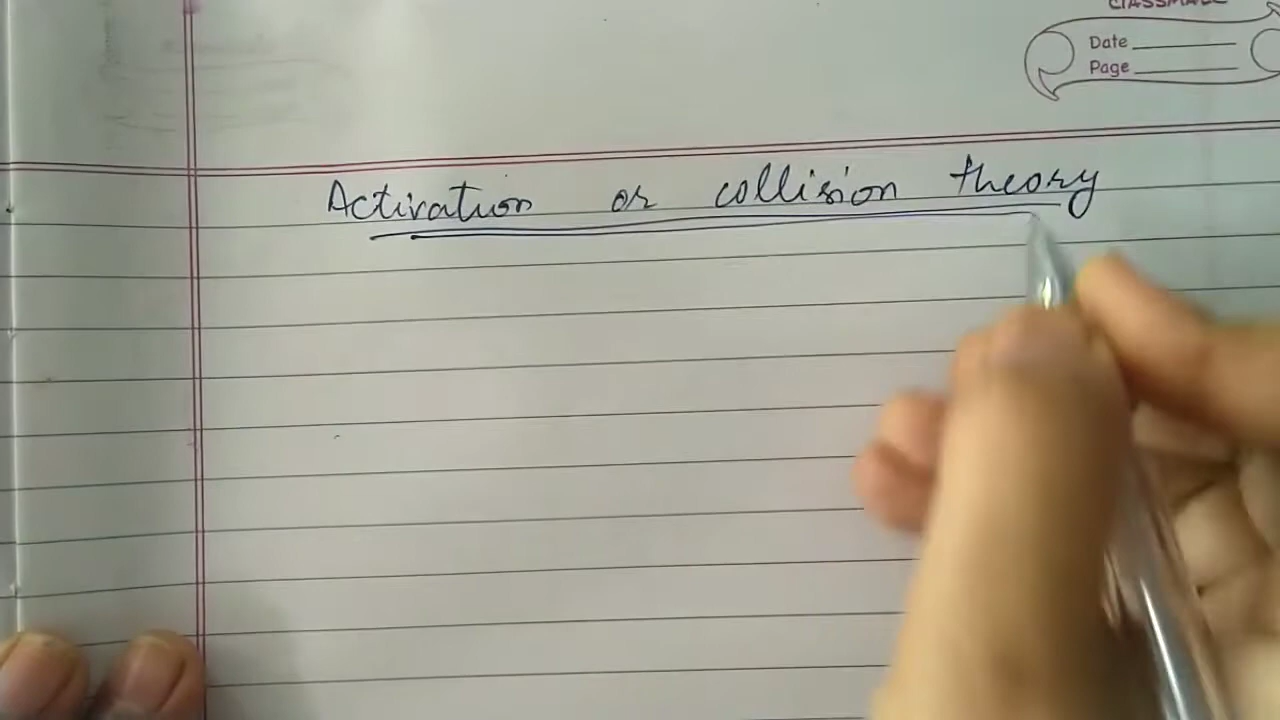 Date
Page
Activation or collision theory